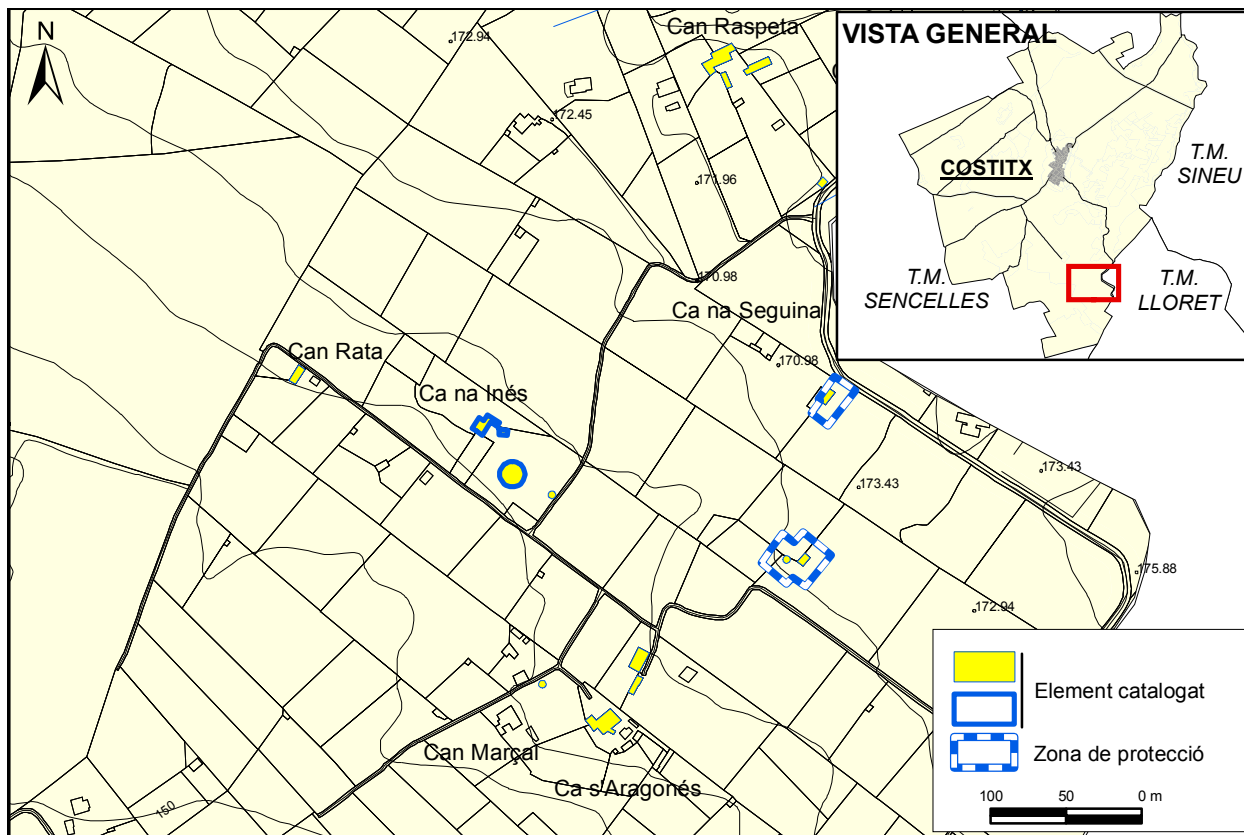 N
172.94
Can Raspeta
172.45
171.96
170.98
Ca na Seguina
170.98
Can Rata
Ca na Inés
173.43
173.43
175.88
172.94
Can Marçal
Ca s'Aragonés
150
VISTA GENERAL
COSTITX
T.M.
SINEU
T.M.
SENCELLES
T.M.
LLORET
Element catalogat
Zona de protecció
100 50 0 m